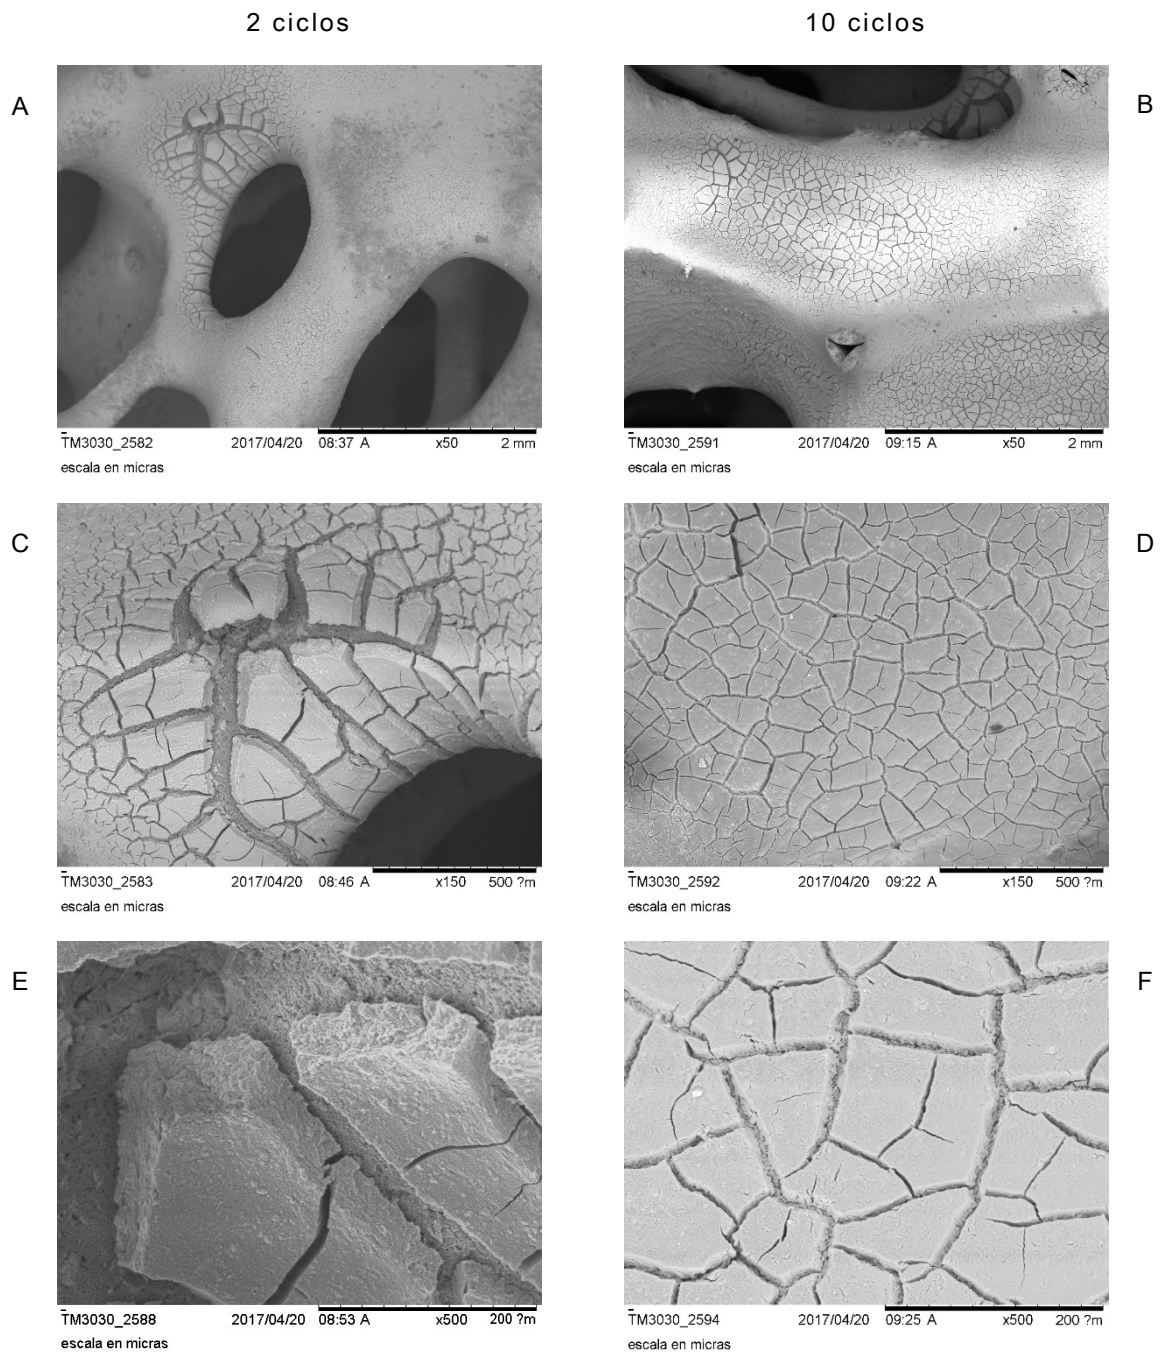 2 ciclos
10 ciclos
A
B
TM3030_2582 2017/04/20 08:37 A x50 2 mm
escala en micras
TM3030_2591 2017/04/20 09:15 A x50 2 mm
escala en micras
C
D
TM3030_2583 2017/04/20 08:46 A x150 500 ?m
escala en micras
TM3030_2592 2017/04/20 09:22 A x150 500 ?m
escala en micras
E
F
TM3030_2588 2017/04/20 08:53 A x500 200 ?m
escala en micras
TM3030_2594 2017/04/20 09:25 A x500 200 ?m
escala en micras